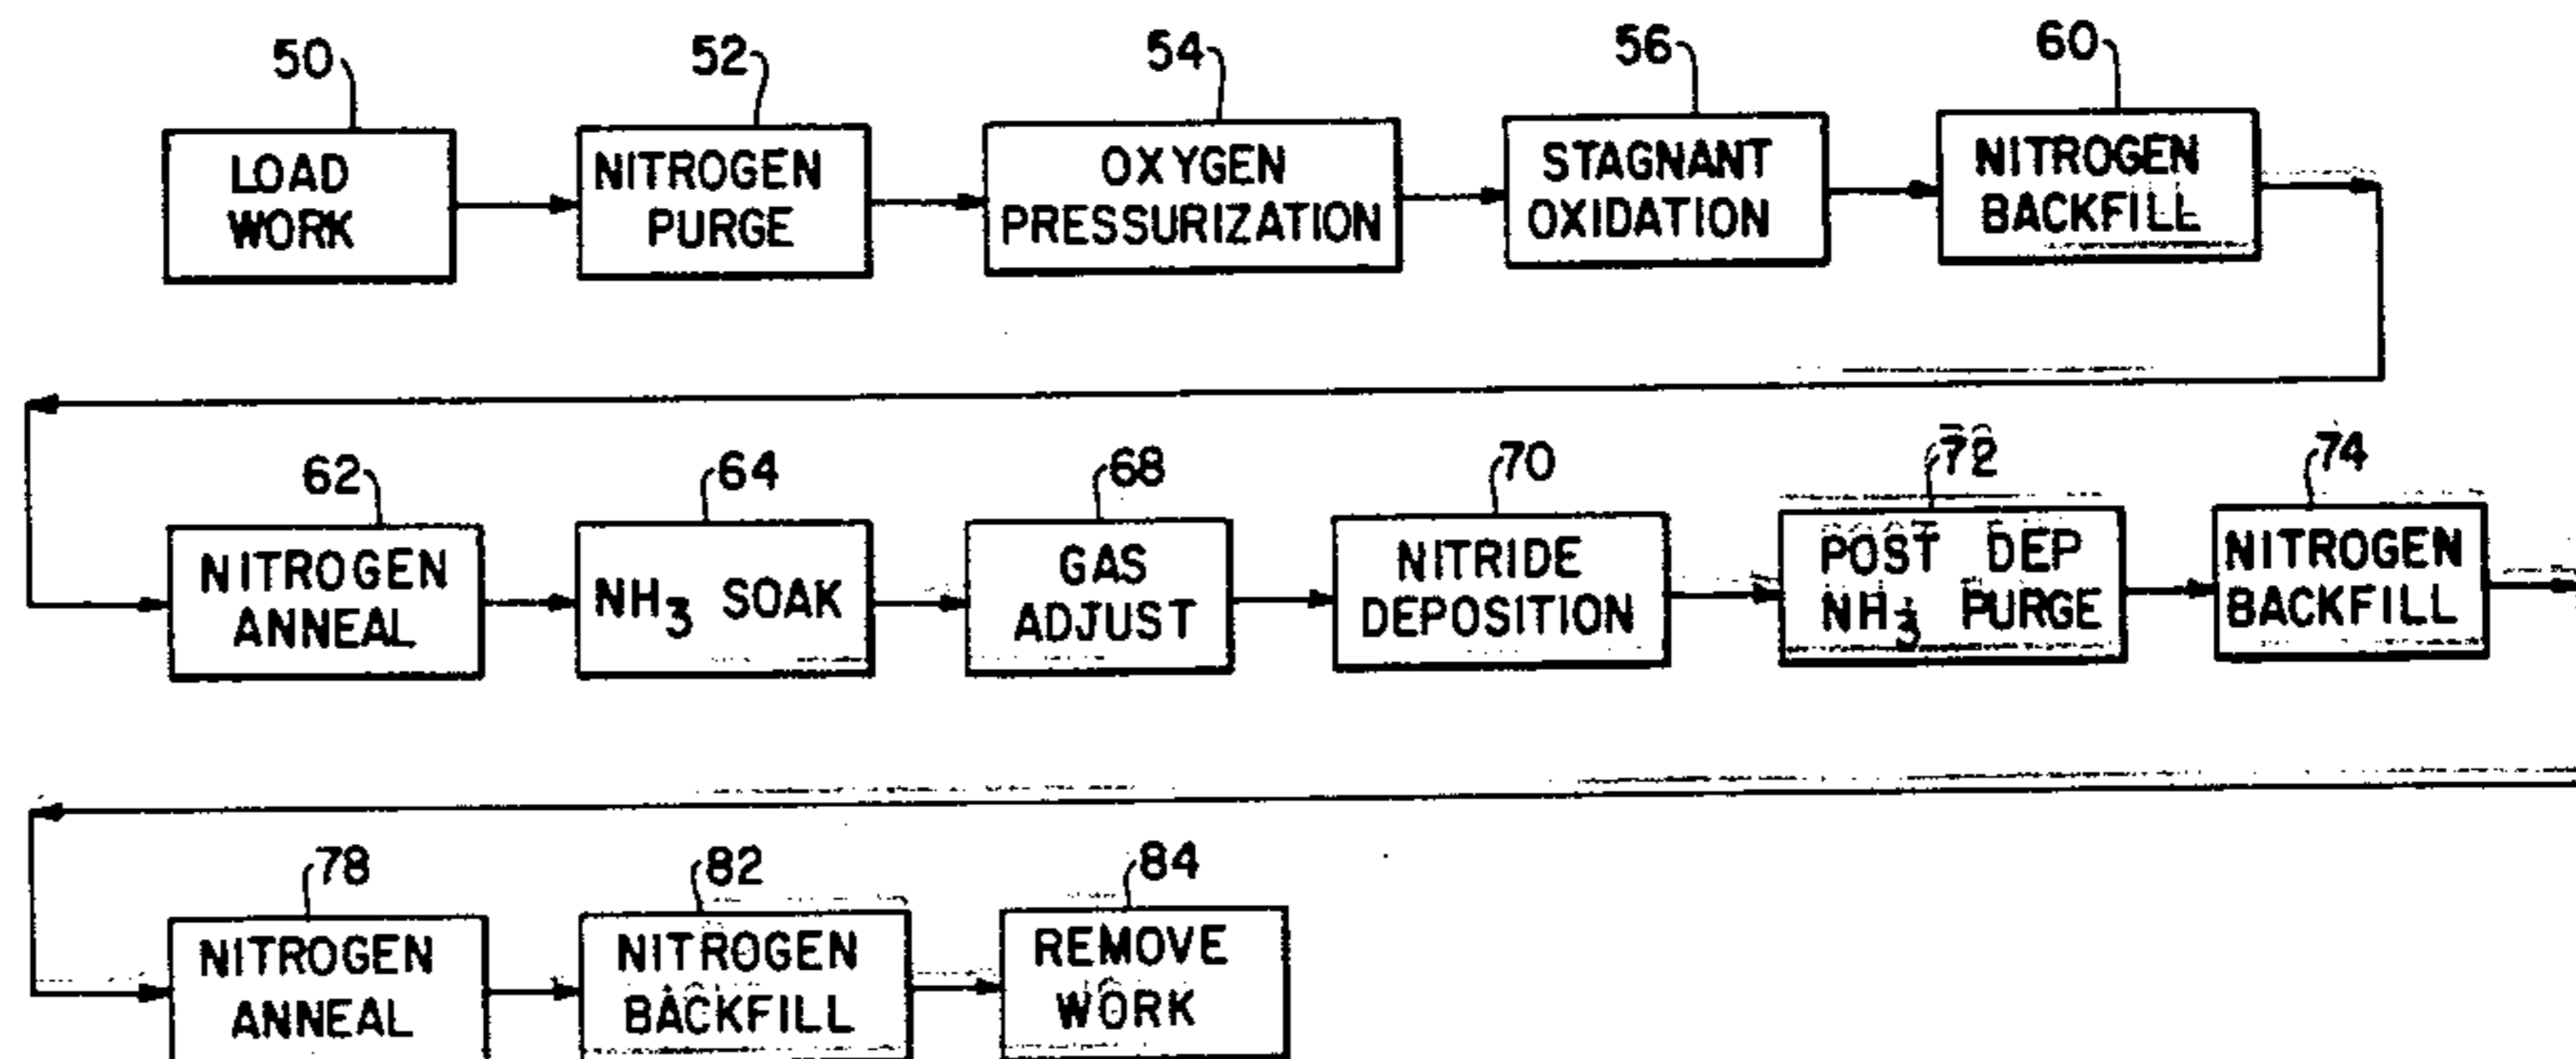 50 52 54 56 60
LOAD WORK
NITROGEN PURGE
OXYGEN PRESSURIZATION
STAGNANT OXIDATION
NITROGEN BACKFILL
62 64 68 70 72 74
NITROGEN ANNEAL
NH3 SOAK
GAS ADJUST
NITRIDE DEPOSITION
POST DEP NH3 PURGE
NITROGEN BACKFILL
78 82 84
NITROGEN ANNEAL
NITROGEN BACKFILL
REMOVE WORK